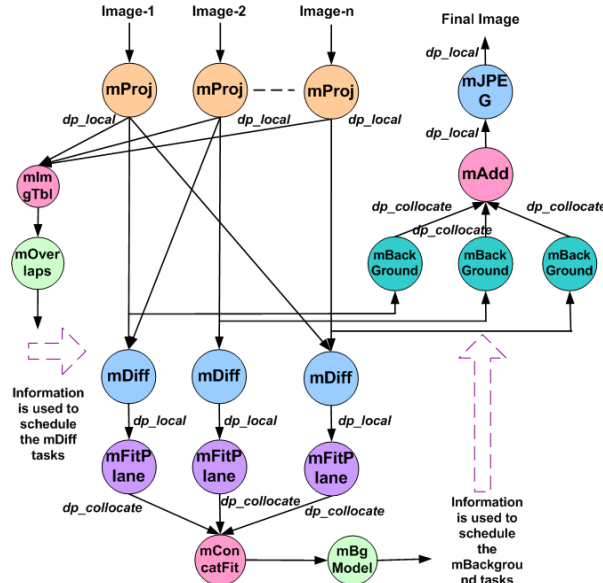 Image-1 Image-2 Image-n Final Image
dp_local
mProj mProj mProj mJPE
G
dp_local dp_local dp_local dp_local
mIm
gTbl
mAdd
dp_collocate dp_collocate
dp_collocate
mOver
laps
mBack
Ground
mBack
Ground
mBack
Ground
Information
is used to
schedule
the mDiff
tasks
mDiff mDiff mDiff
dp_local dp_local dp_local
mFitP
lane
mFitP
lane
mFitP
lane
dp_collocate dp_collocate
dp_collocate
mCon
catFit
mBg
Model
Information
is used to
schedule
the
mBackgrou
nd tasks